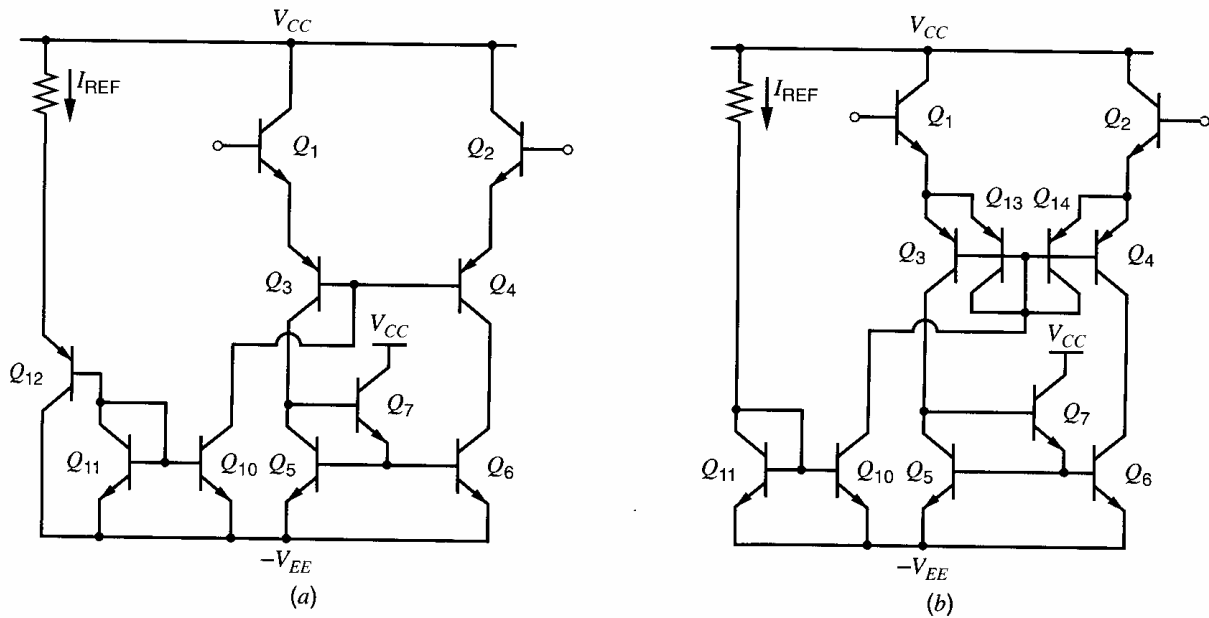 V_CC
I_REF
Q_1
Q_2
Q_3
Q_4
V_CC
Q_12
Q_7
Q_11
Q_10
Q_5
Q_6
−V_EE
(a)
V_CC
I_REF
Q_1
Q_2
Q_13
Q_14
Q_3
Q_4
V_CC
Q_7
Q_11
Q_10
Q_5
Q_6
−V_EE
(b)